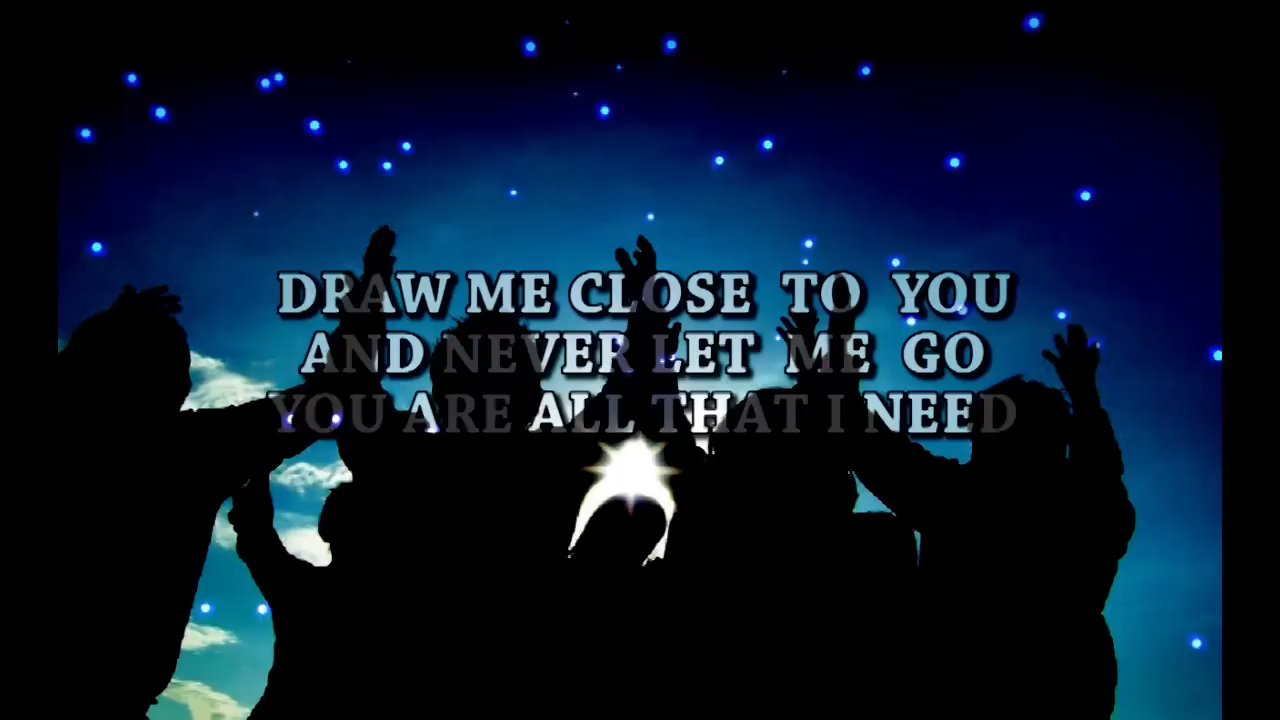 DRAW ME CLOSE TO YOU
AND NEVER LET ME GO
YOU ARE ALL THAT I NEED